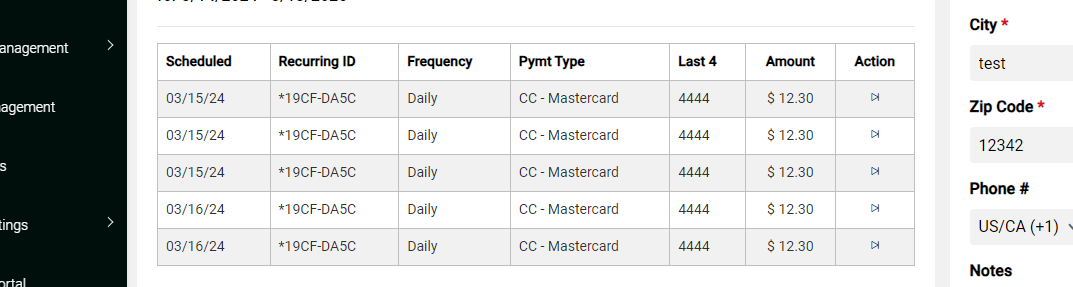 anagement
agement
s
tings
ortal
Scheduled Recurring ID Frequency Pymt Type Last 4 Amount Action
03/15/24 *19CF-DA5C Daily CC - Mastercard 4444 $ 12.30
03/15/24 *19CF-DA5C Daily CC - Mastercard 4444 $ 12.30
03/15/24 *19CF-DA5C Daily CC - Mastercard 4444 $ 12.30
03/16/24 *19CF-DA5C Daily CC - Mastercard 4444 $ 12.30
03/16/24 *19CF-DA5C Daily CC - Mastercard 4444 $ 12.30
City *
test
Zip Code *
12342
Phone #
US/CA (+1)
Notes